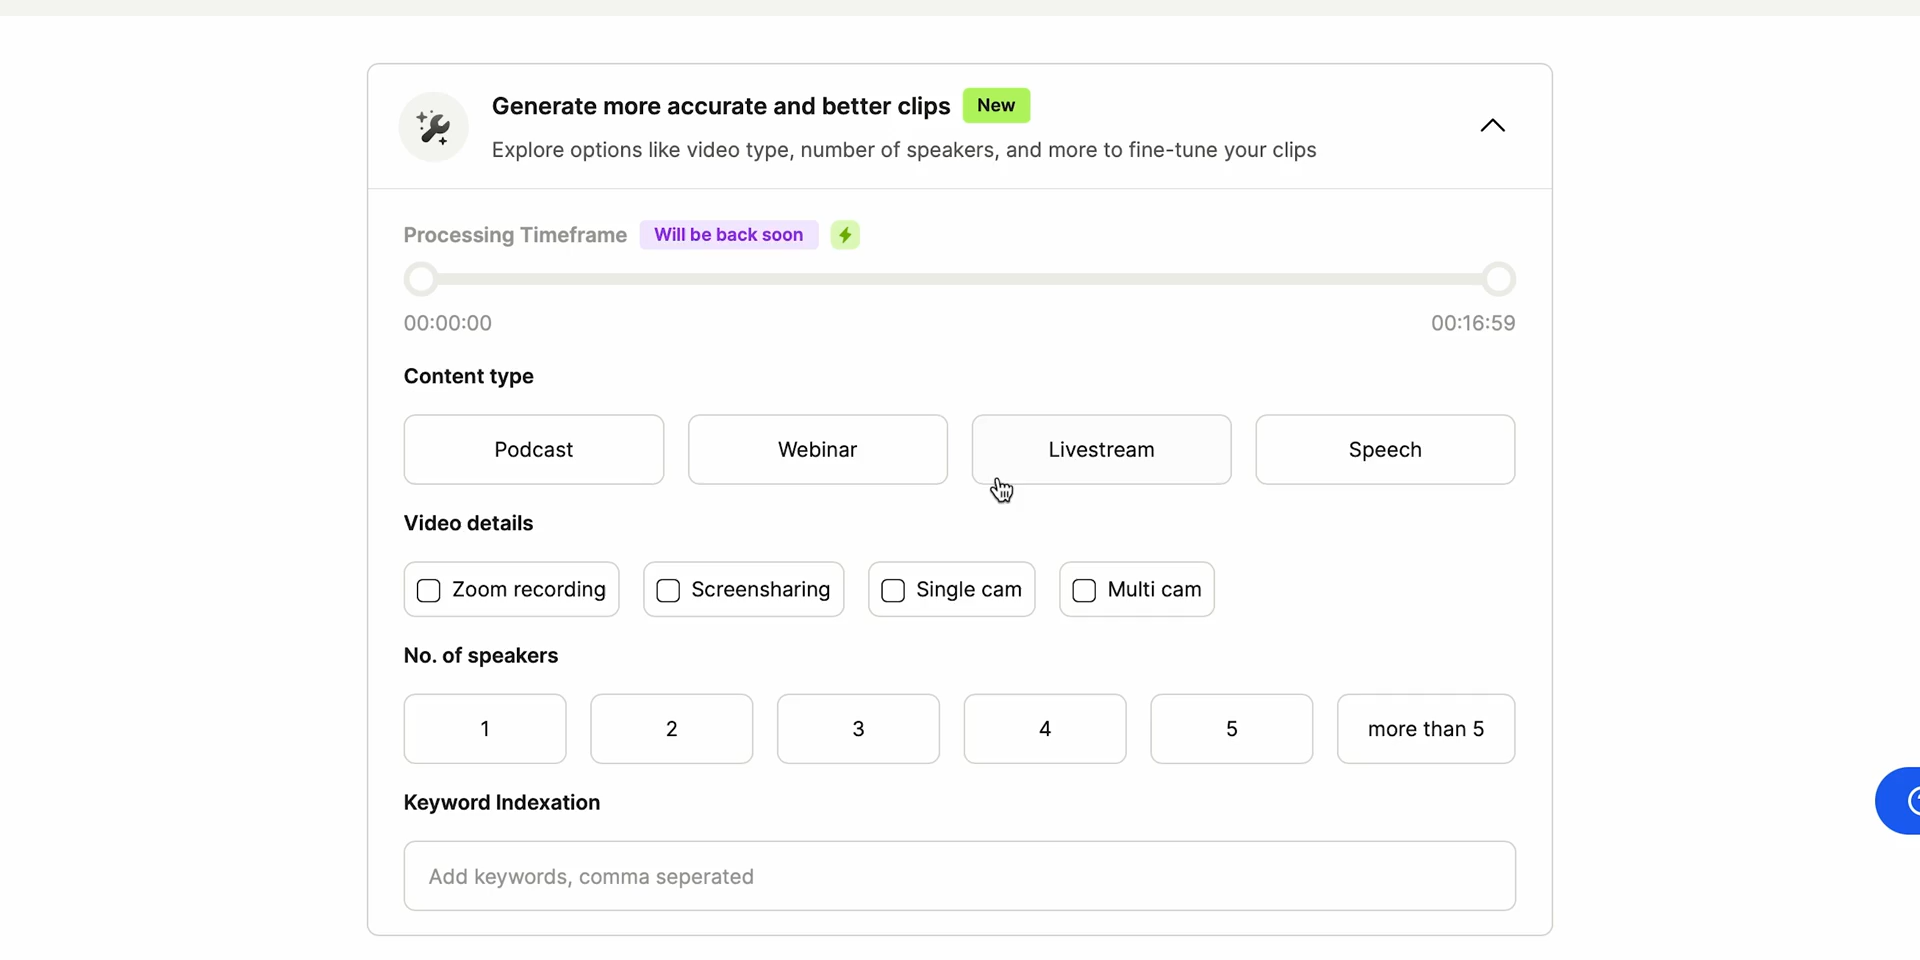 Generate more accurate and better clips New
Explore options like video type, number of speakers, and more to fine-tune your clips
Processing Timeframe Will be back soon
00:00:00 00:16:59
Content type
Podcast Webinar Livestream Speech
Video details
Zoom recording Screensharing Single cam Multi cam
No. of speakers
1 2 3 4 5 more than 5
Keyword Indexation
Add keywords, comma seperated